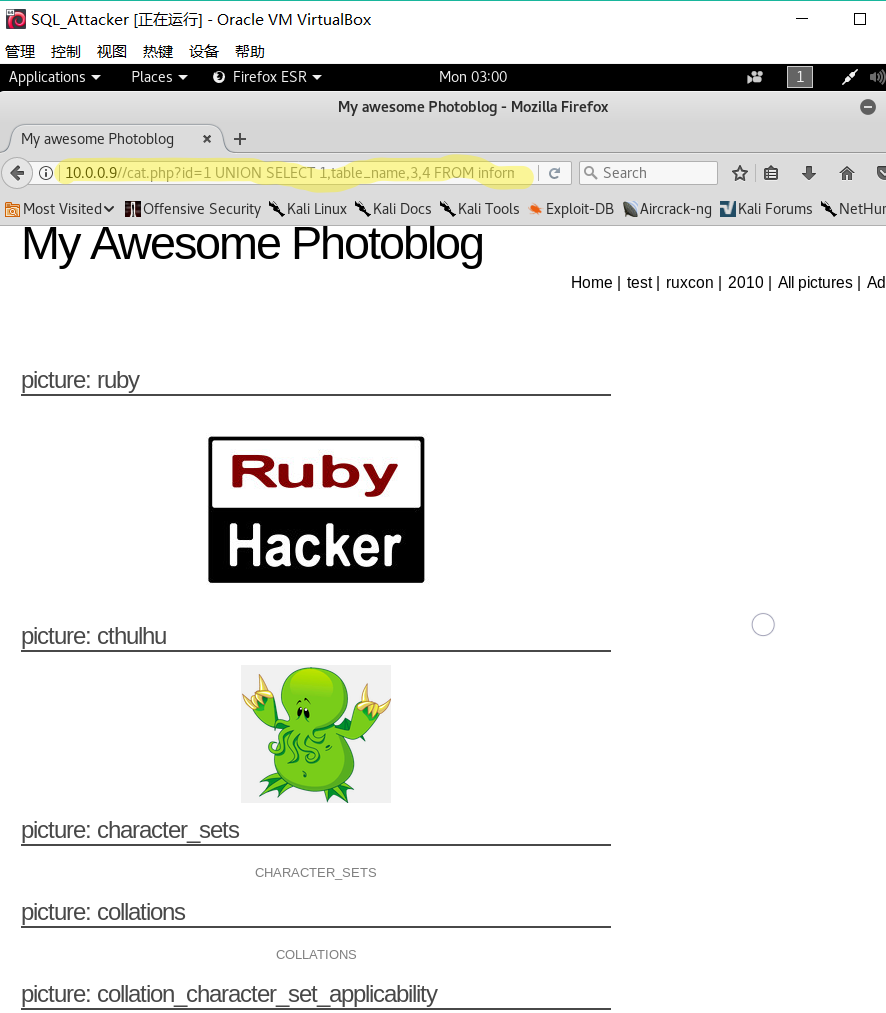 SQL_Attacker [正在运行] - Oracle VM VirtualBox
管理 控制 视图 热键 设备 帮助
Applications Places Firefox ESR Mon 03:00 1
My awesome Photoblog - Mozilla Firefox
My awesome Photoblog
10.0.0.9//cat.php?id=1 UNION SELECT 1,table_name,3,4 FROM inforn Search
Most Visited Offensive Security Kali Linux Kali Docs Kali Tools Exploit-DB Aircrack-ng Kali Forums NetHun
My Awesome Photoblog
Home | test | ruxcon | 2010 | All pictures | Ad
picture: ruby
Ruby
Hacker
picture: cthulhu
picture: character_sets
CHARACTER_SETS
picture: collations
COLLATIONS
picture: collation_character_set_applicability